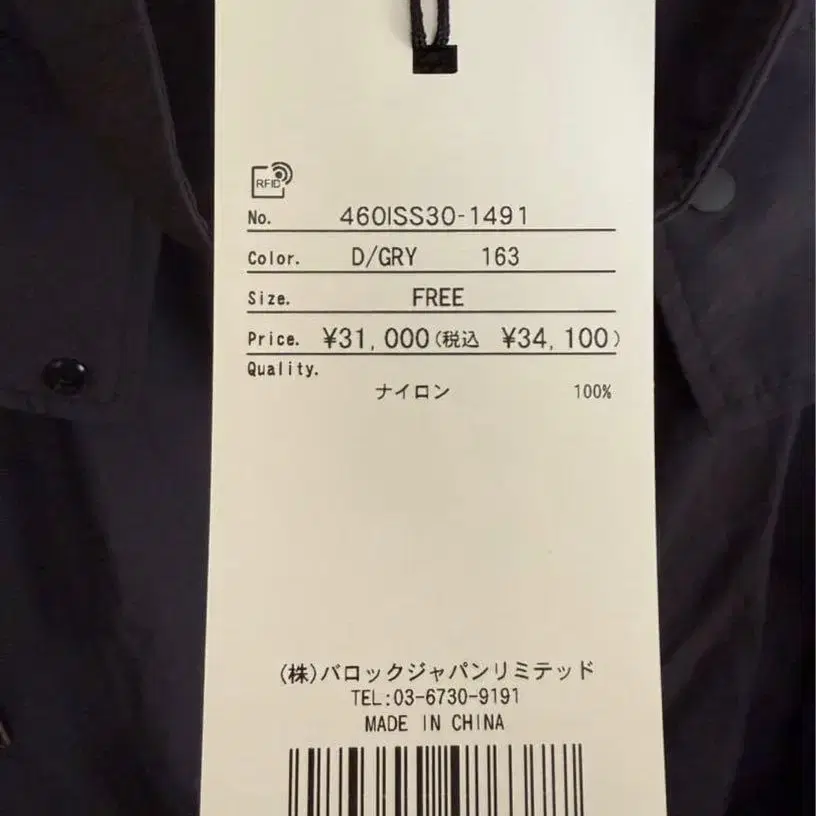 RFID
No. 460ISS30-1491
Color. D/GRY 163
Size. FREE
Price. ¥31,000(税込 ¥34,100)
Quality.
ナイロン 100%
(株)バロックジャパンリミテッド
TEL:03-6730-9191
MADE IN CHINA